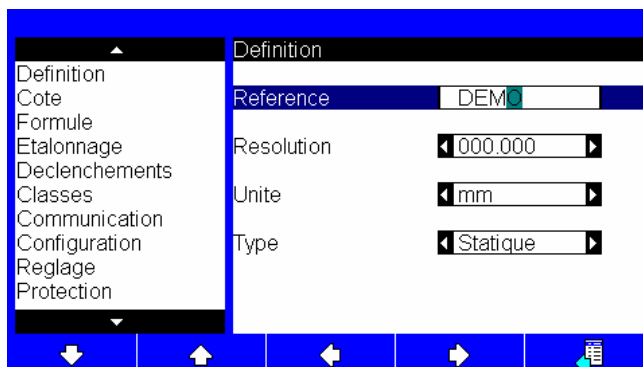 Definition
Cote
Formule
Etalonnage
Declenchements
Classes
Communication
Configuration
Reglage
Protection
Definition
Reference DEMO
Resolution 000.000
Unite mm
Type Statique